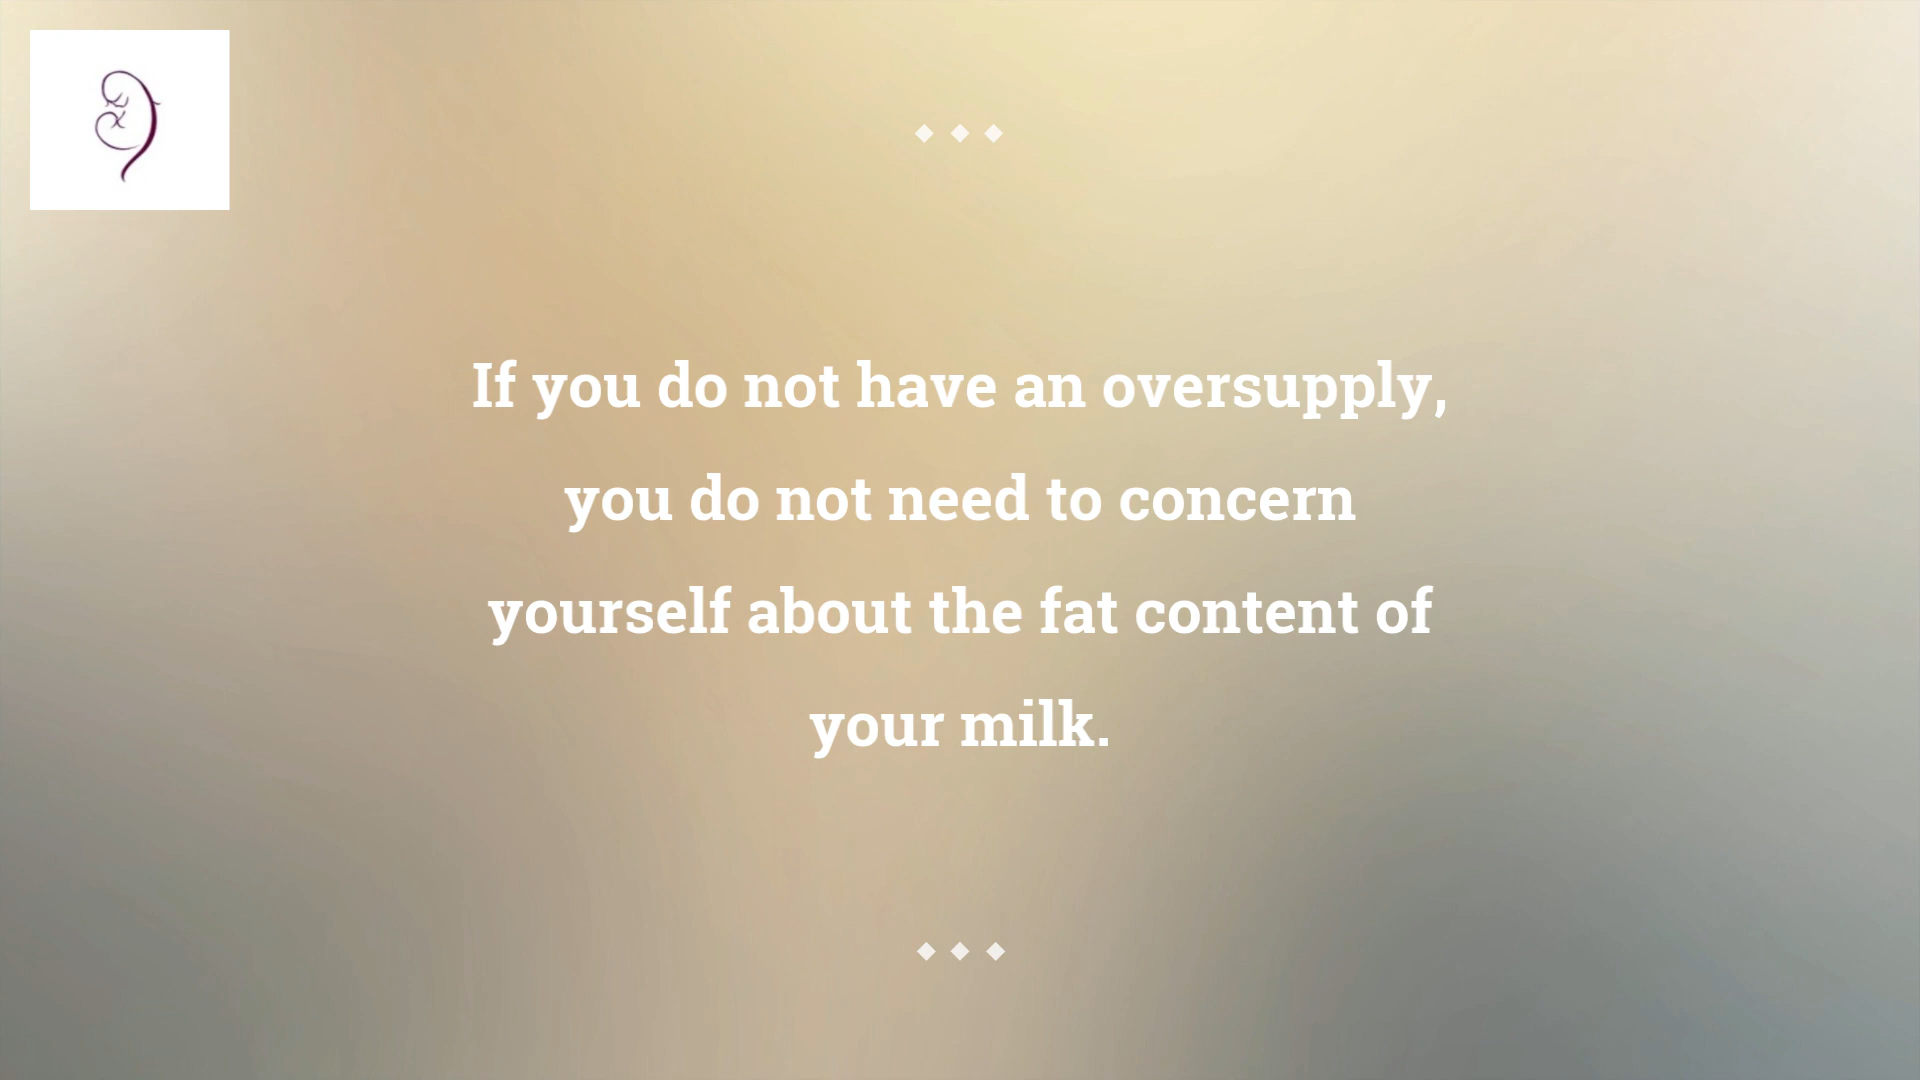 If you do not have an oversupply,
you do not need to concern
yourself about the fat content of
your milk.